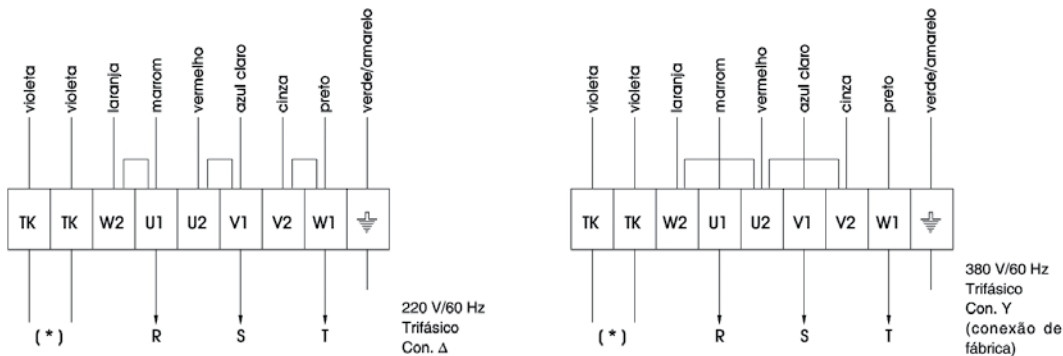 violeta
violeta
laranja
marrom
vermelho
azul claro
cinza
preto
verde/amarelo
TK TK W2 U1 U2 V1 V2 W1
(*) R S T
220 V/60 Hz
Trifásico
Con. Δ
violeta
violeta
laranja
marrom
vermelho
azul claro
cinza
preto
verde/amarelo
TK TK W2 U1 U2 V1 V2 W1
(*) R S T
380 V/60 Hz
Trifásico
Con. Y
(conexão de
fábrica)